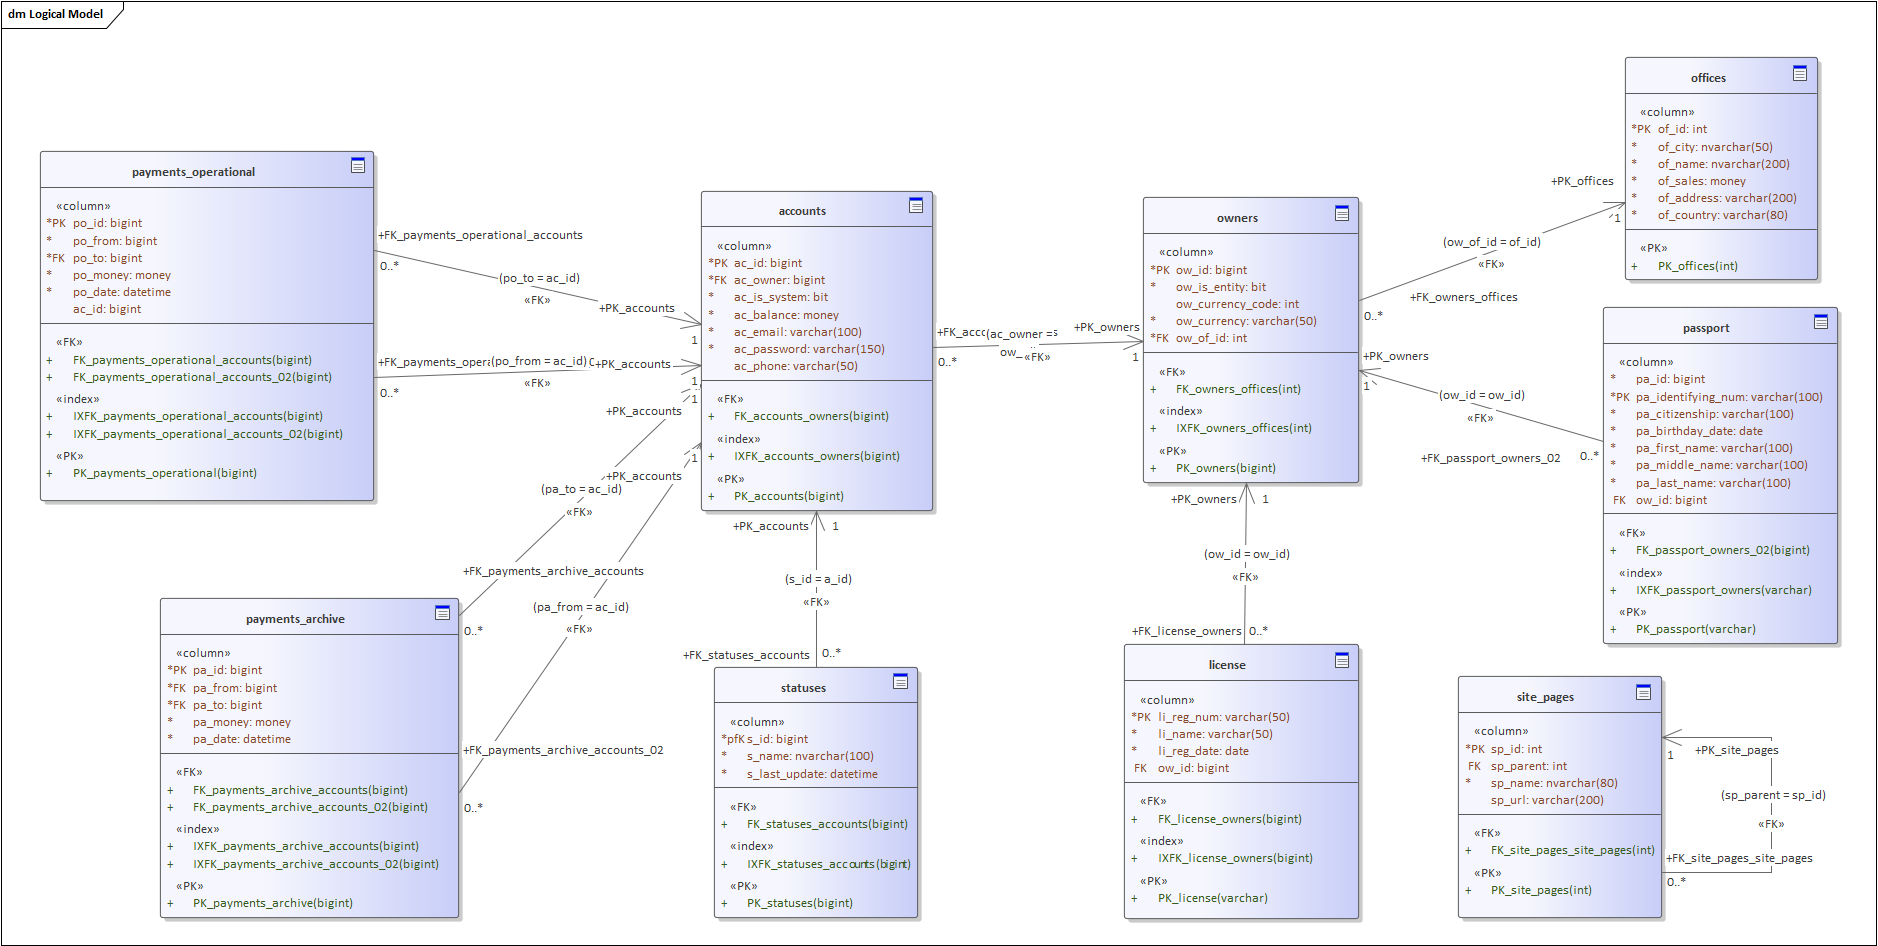 dm Logical Model
payments_operational
«column»
*PK po_id: bigint
* po_from: bigint
*FK po_to: bigint
* po_money: money
* po_date: datetime
ac_id: bigint
«FK»
+ FK_payments_operational_accounts(bigint)
+ FK_payments_operational_accounts_02(bigint)
«index»
+ IXFK_payments_operational_accounts(bigint)
+ IXFK_payments_operational_accounts_02(bigint)
«PK»
+ PK_payments_operational(bigint)
+FK_payments_operational_accounts
0..*
(po_to = ac_id)
«FK»
+PK_accounts
1
+FK_payments_opera
(po_from = ac_id)
0..*
«FK»
+PK_accounts
1
accounts
«column»
*PK ac_id: bigint
*FK ac_owner: bigint
* ac_is_system: bit
* ac_balance: money
* ac_email: varchar(100)
* ac_password: varchar(150)
ac_phone: varchar(50)
«FK»
+ FK_accounts_owners(bigint)
«index»
+ IXFK_accounts_owners(bigint)
«PK»
+ PK_accounts(bigint)
+FK_acco
(ac_owner =
0..*
ow_
«FK»
+PK_owners
1
owners
«column»
*PK ow_id: bigint
* ow_is_entity: bit
ow_currency_code: int
* ow_currency: varchar(50)
*FK ow_of_id: int
«FK»
+ FK_owners_offices(int)
«index»
+ IXFK_owners_offices(int)
«PK»
+ PK_owners(bigint)
+PK_offices
1
(ow_of_id = of_id)
«FK»
+FK_owners_offices
0..*
offices
«column»
*PK of_id: int
* of_city: nvarchar(50)
* of_name: nvarchar(200)
* of_sales: money
* of_address: varchar(200)
* of_country: varchar(80)
«PK»
+ PK_offices(int)
+PK_owners
1
(ow_id = ow_id)
«FK»
+FK_passport_owners_02
0..*
passport
«column»
* pa_id: bigint
*PK pa_identifying_num: varchar(100)
* pa_citizenship: varchar(100)
* pa_birthday_date: date
* pa_first_name: varchar(100)
* pa_middle_name: varchar(100)
* pa_last_name: varchar(100)
FK ow_id: bigint
«FK»
+ FK_passport_owners_02(bigint)
«index»
+ IXFK_passport_owners(varchar)
«PK»
+ PK_passport(varchar)
+PK_accounts
1
(pa_to = ac_id)
«FK»
+FK_payments_archive_accounts
0..*
+PK_accounts
1
(pa_from = ac_id)
«FK»
+FK_payments_archive_accounts_02
0..*
payments_archive
«column»
*PK pa_id: bigint
*FK pa_from: bigint
*FK pa_to: bigint
* pa_money: money
* pa_date: datetime
«FK»
+ FK_payments_archive_accounts(bigint)
+ FK_payments_archive_accounts_02(bigint)
«index»
+ IXFK_payments_archive_accounts(bigint)
+ IXFK_payments_archive_accounts_02(bigint)
«PK»
+ PK_payments_archive(bigint)
+PK_accounts
1
(s_id = a_id)
«FK»
+FK_statuses_accounts
0..*
statuses
«column»
*pfK s_id: bigint
* s_name: nvarchar(100)
* s_last_update: datetime
«FK»
+ FK_statuses_accounts(bigint)
«index»
+ IXFK_statuses_accounts(bigint)
«PK»
+ PK_statuses(bigint)
+PK_owners
1
(ow_id = ow_id)
«FK»
+FK_license_owners
0..*
license
«column»
*PK li_reg_num: varchar(50)
* li_name: varchar(50)
* li_reg_date: date
FK ow_id: bigint
«FK»
+ FK_license_owners(bigint)
«index»
+ IXFK_license_owners(bigint)
«PK»
+ PK_license(varchar)
site_pages
«column»
*PK sp_id: int
FK sp_parent: int
* sp_name: nvarchar(80)
sp_url: varchar(200)
«FK»
+ FK_site_pages_site_pages(int)
«PK»
+ PK_site_pages(int)
+PK_site_pages
1
(sp_parent = sp_id)
«FK»
+FK_site_pages_site_pages
0..*